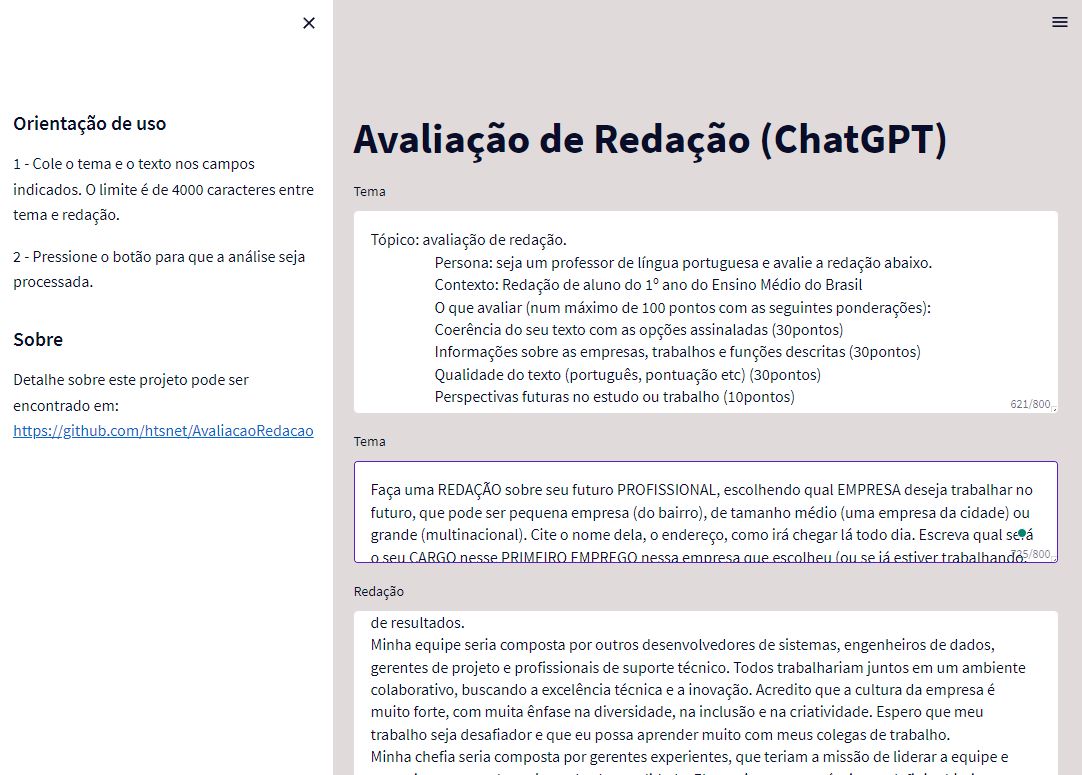 Orientação de uso
1 - Cole o tema e o texto nos campos
indicados. O limite é de 4000 caracteres entre
tema e redação.
2 - Pressione o botão para que a análise seja
processada.
Sobre
Detalhe sobre este projeto pode ser
encontrado em:
https://github.com/htsnet/AvaliacaoRedacao
Avaliação de Redação (ChatGPT)
Tema
Tópico: avaliação de redação.
Persona: seja um professor de língua portuguesa e avalie a redação abaixo.
Contexto: Redação de aluno do 1º ano do Ensino Médio do Brasil
O que avaliar (num máximo de 100 pontos com as seguintes ponderações):
Coerência do seu texto com as opções assinaladas (30pontos)
Informações sobre as empresas, trabalhos e funções descritas (30pontos)
Qualidade do texto (português, pontuação etc) (30pontos)
Perspectivas futuras no estudo ou trabalho (10pontos)
621/800
Tema
Faça uma REDAÇÃO sobre seu futuro PROFISSIONAL, escolhendo qual EMPRESA deseja trabalhar no
futuro, que pode ser pequena empresa (do bairro), de tamanho médio (uma empresa da cidade) ou
grande (multinacional). Cite o nome dela, o endereço, como irá chegar lá todo dia. Escreva qual será
o seu CARGO nesse PRIMEIRO EMPREGO nessa empresa que escolheu (ou se já estiver trabalhando,
725/800
Redação
de resultados.
Minha equipe seria composta por outros desenvolvedores de sistemas, engenheiros de dados,
gerentes de projeto e profissionais de suporte técnico. Todos trabalhariam juntos em um ambiente
colaborativo, buscando a excelência técnica e a inovação. Acredito que a cultura da empresa é
muito forte, com muita ênfase na diversidade, na inclusão e na criatividade. Espero que meu
trabalho seja desafiador e que eu possa aprender muito com meus colegas de trabalho.
Minha chefia seria composta por gerentes experientes, que teriam a missão de liderar a equipe e